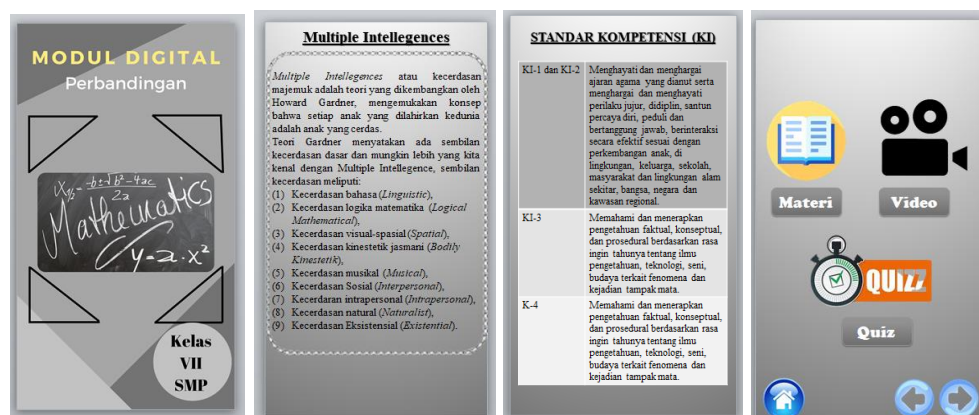 MODUL DIGITAL
Perbandingan
x½= -b±√b²-4ac
2a
Mathematics
y=a.x²
Kelas
VII
SMP
Multiple Intellegences
Multiple Intellegences atau kecerdasan
majemuk adalah teori yang dikembangkan oleh
Howard Gardner, mengemukakan konsep
bahwa setiap anak yang dilahirkan kedunia
adalah anak yang cerdas.
Teori Gardner menyatakan ada sembilan
kecerdasan dasar dan mungkin lebih yang kita
kenal dengan Multiple Intellegence, sembilan
kecerdasan meliputi:
(1) Kecerdasan bahasa (Linguistic),
(2) Kecerdasan logika matematika (Logical
Mathematical),
(3) Kecerdasan visual-spasial (Spatial),
(4) Kecerdasan kinestetik jasmani (Bodily
Kinestetik),
(5) Kecerdasan musikal (Musical),
(6) Kecerdasan Sosial (Interpersonal),
(7) Kecerdaran intrapersonal (Intrapersonal),
(8) Kecerdasan natural (Naturalist),
(9) Kecerdasan Eksistensial (Existential).
STANDAR KOMPETENSI (KI)
KI-1 dan KI-2 Menghayati dan menghargai
ajaran agama yang dianut serta
menghargai dan menghayati
perilaku jujur, didiplin, santun
percaya diri, peduli dan
bertanggung jawab, berinteraksi
secara efektif sesuai dengan
perkembangan anak, di
lingkungan, keluarga, sekolah,
masyarakat dan lingkungan alam
sekitar, bangsa, negara dan
kawasan regional.
KI-3 Memahami dan menerapkan
pengetahuan faktual, konseptual,
dan prosedural berdasarkan rasa
ingin tahunya tentang ilmu
pengetahuan, teknologi, seni,
budaya terkait fenomena dan
kejadian tampak mata.
K-4 Memahami dan menerapkan
pengetahuan faktual, konseptual,
dan prosedural berdasarkan rasa
ingin tahunya tentang ilmu
pengetahuan, teknologi, seni,
budaya terkait fenomena dan
kejadian tampak mata.
Materi
Video
QUIZZ
Quiz